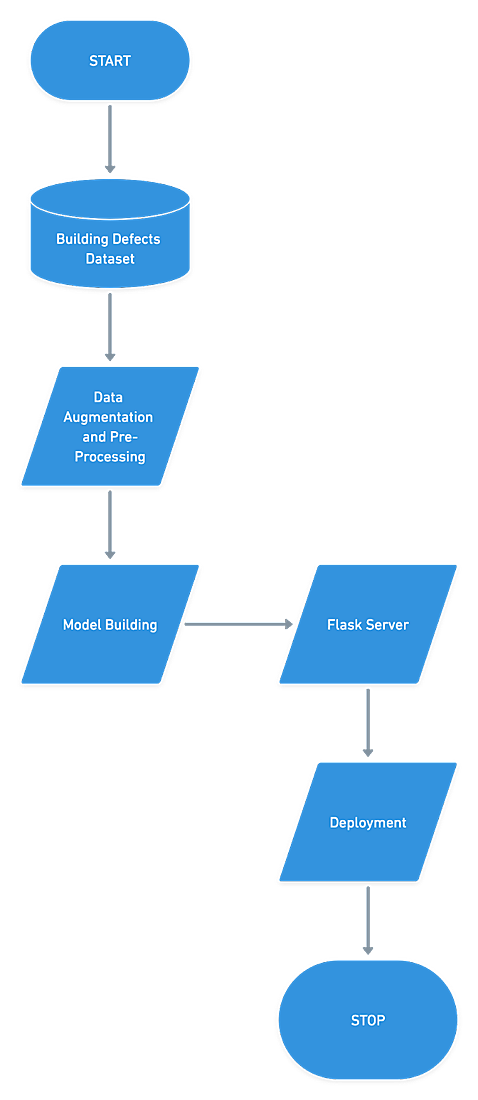 START
Building Defects
Dataset
Data
Augmentation
and Pre-
Processing
Model Building
Flask Server
Deployment
STOP